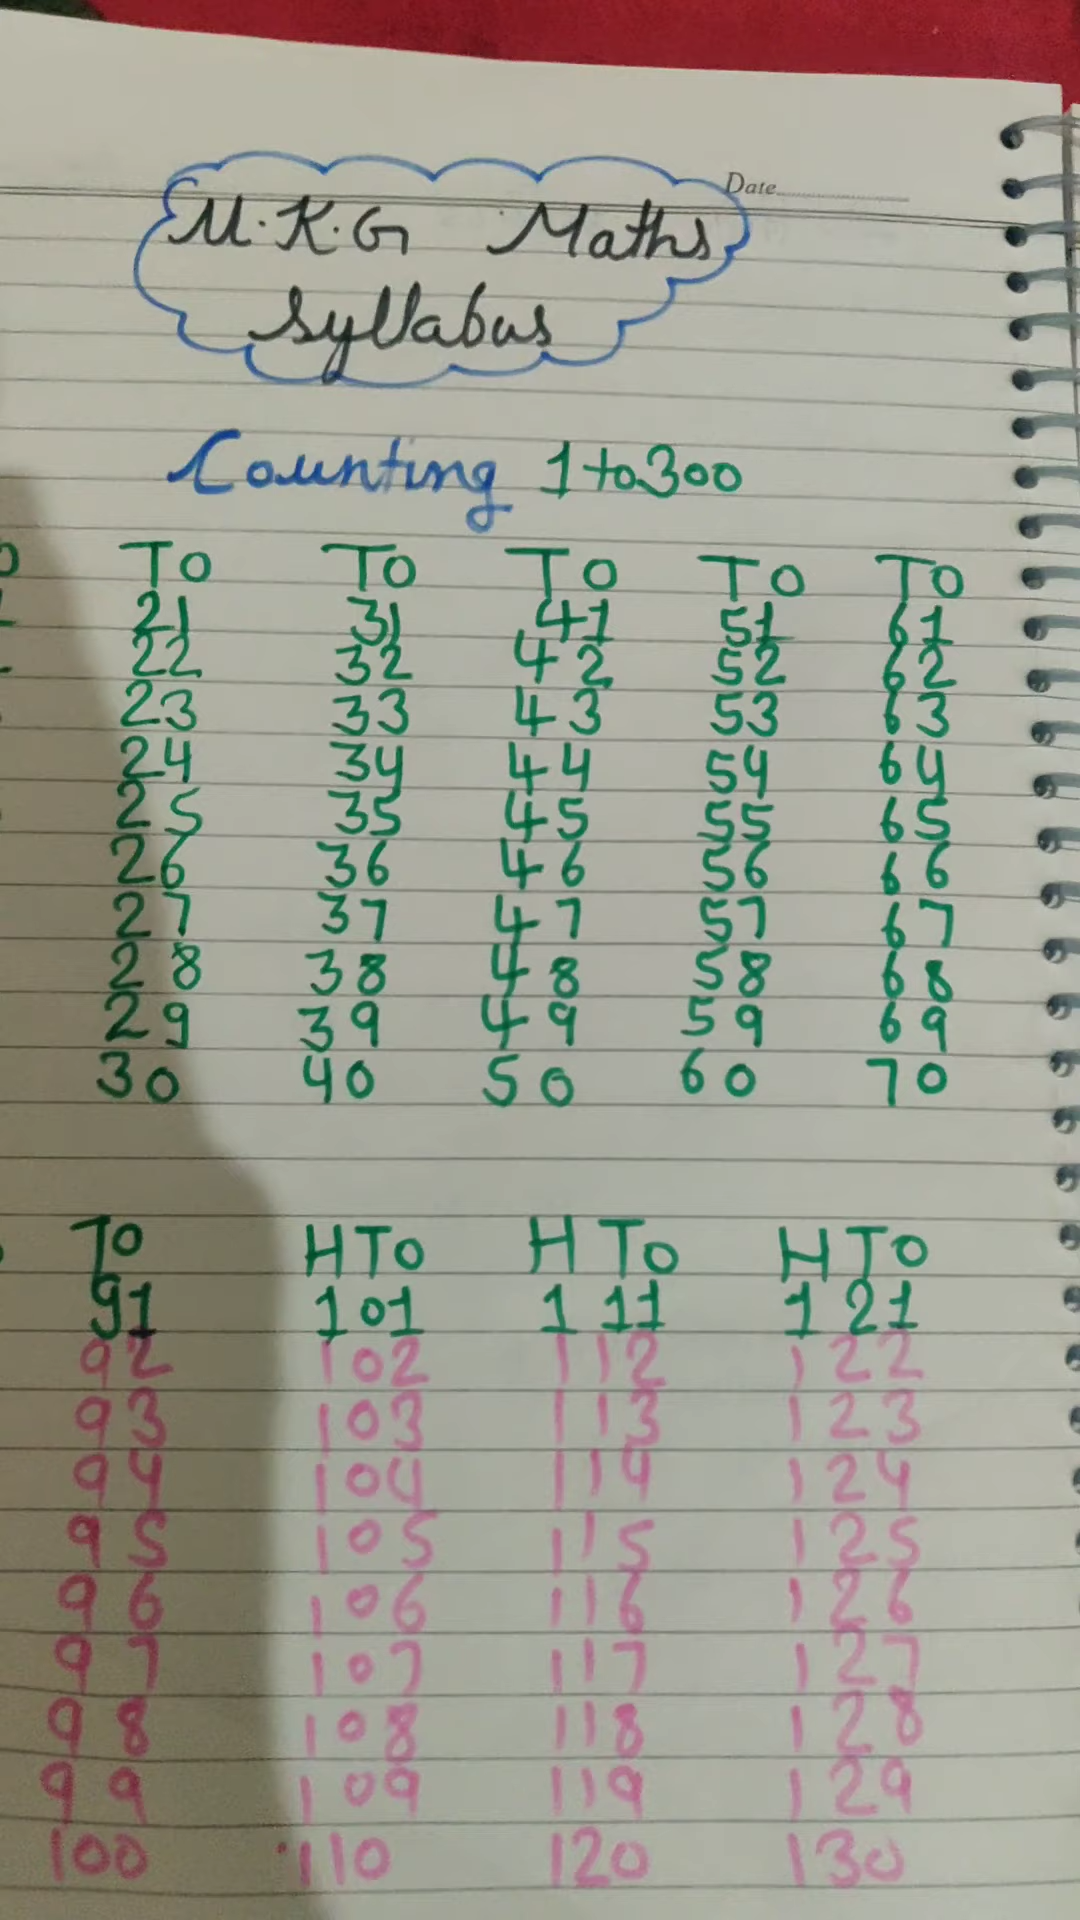 Date
U.K.G Maths
Syllabus
Counting 1 to 300
TO TO TO TO TO
21 31 41 51 61
22 32 42 52 62
23 33 43 53 63
24 34 44 54 64
25 35 45 55 65
26 36 46 56 66
27 37 47 57 67
28 38 48 58 68
29 39 49 59 69
30 40 50 60 70
TO HTO H TO H TO
91 101 111 121
92 102 112 122
93 103 113 123
94 104 114 124
95 105 115 125
96 106 116 126
97 107 117 127
98 108 118 128
99 109 119 129
100 110 120 130